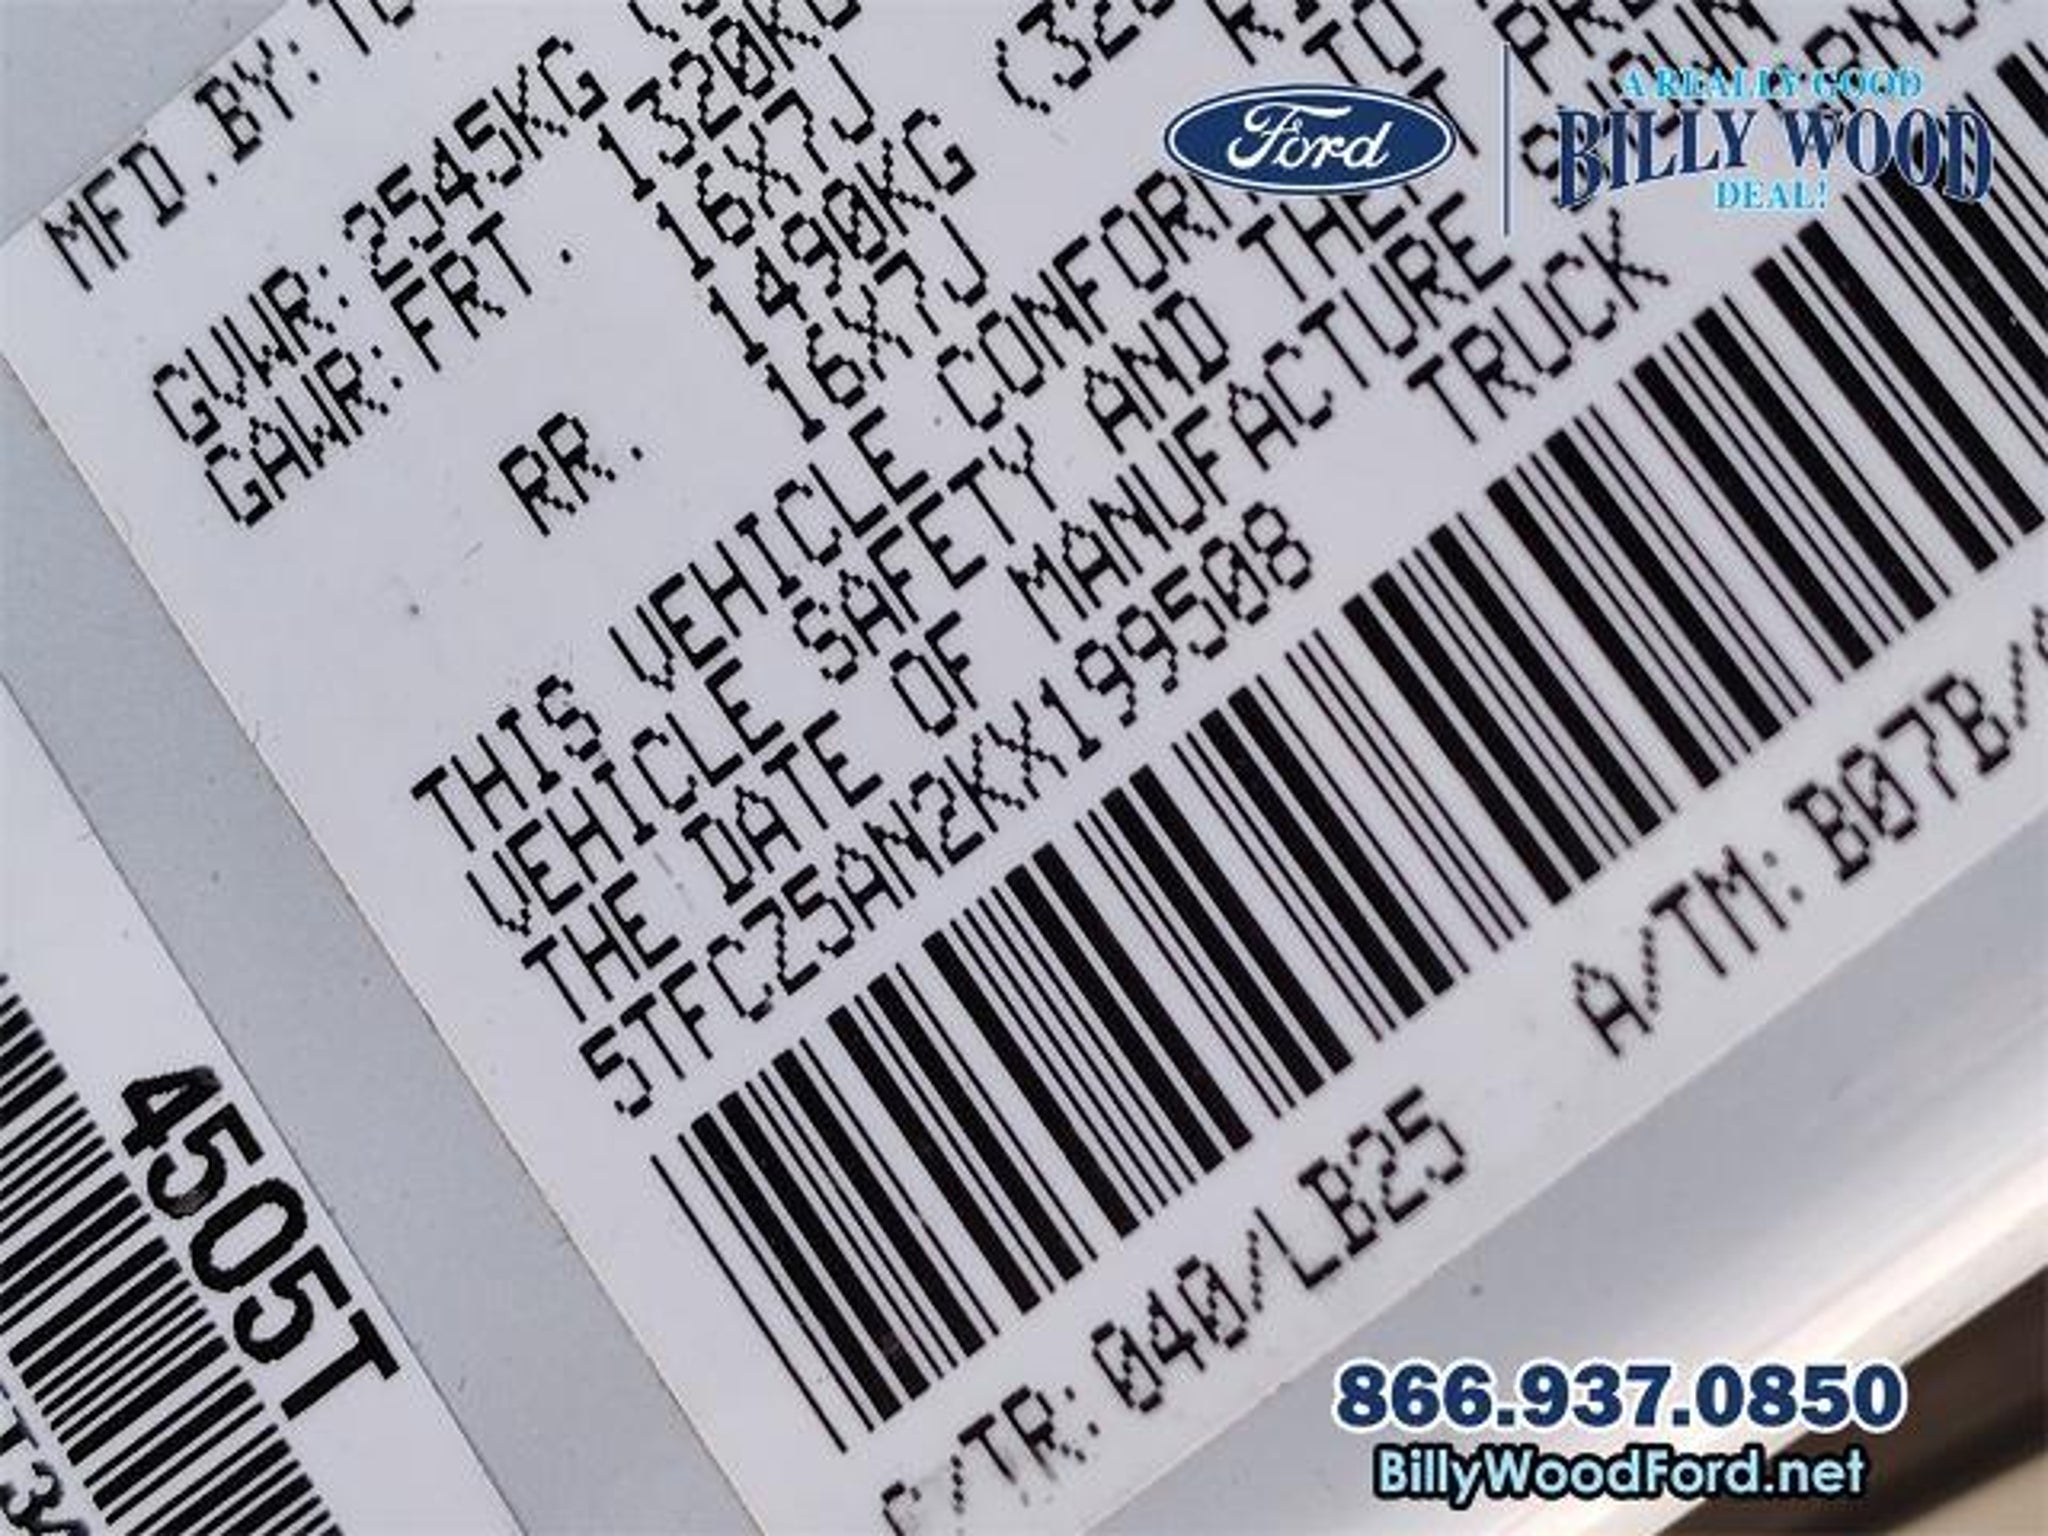 MFD.BY:
GVWR: 2545KG
GAWR: FRT. 1320KG
16X7J
RR. 1490KG
16X7J
THIS VEHICLE
VEHICLE SAFETY AND
THE DATE OF MANUFACTURE
5TFCZ5AN2KX199508 TRUCK
C/TR: 040/LB25 A/TM: B07B/
4505T
Ford
A REALLY GOOD
BILLY WOOD
DEAL!
866.937.0850
BillyWoodFord.net